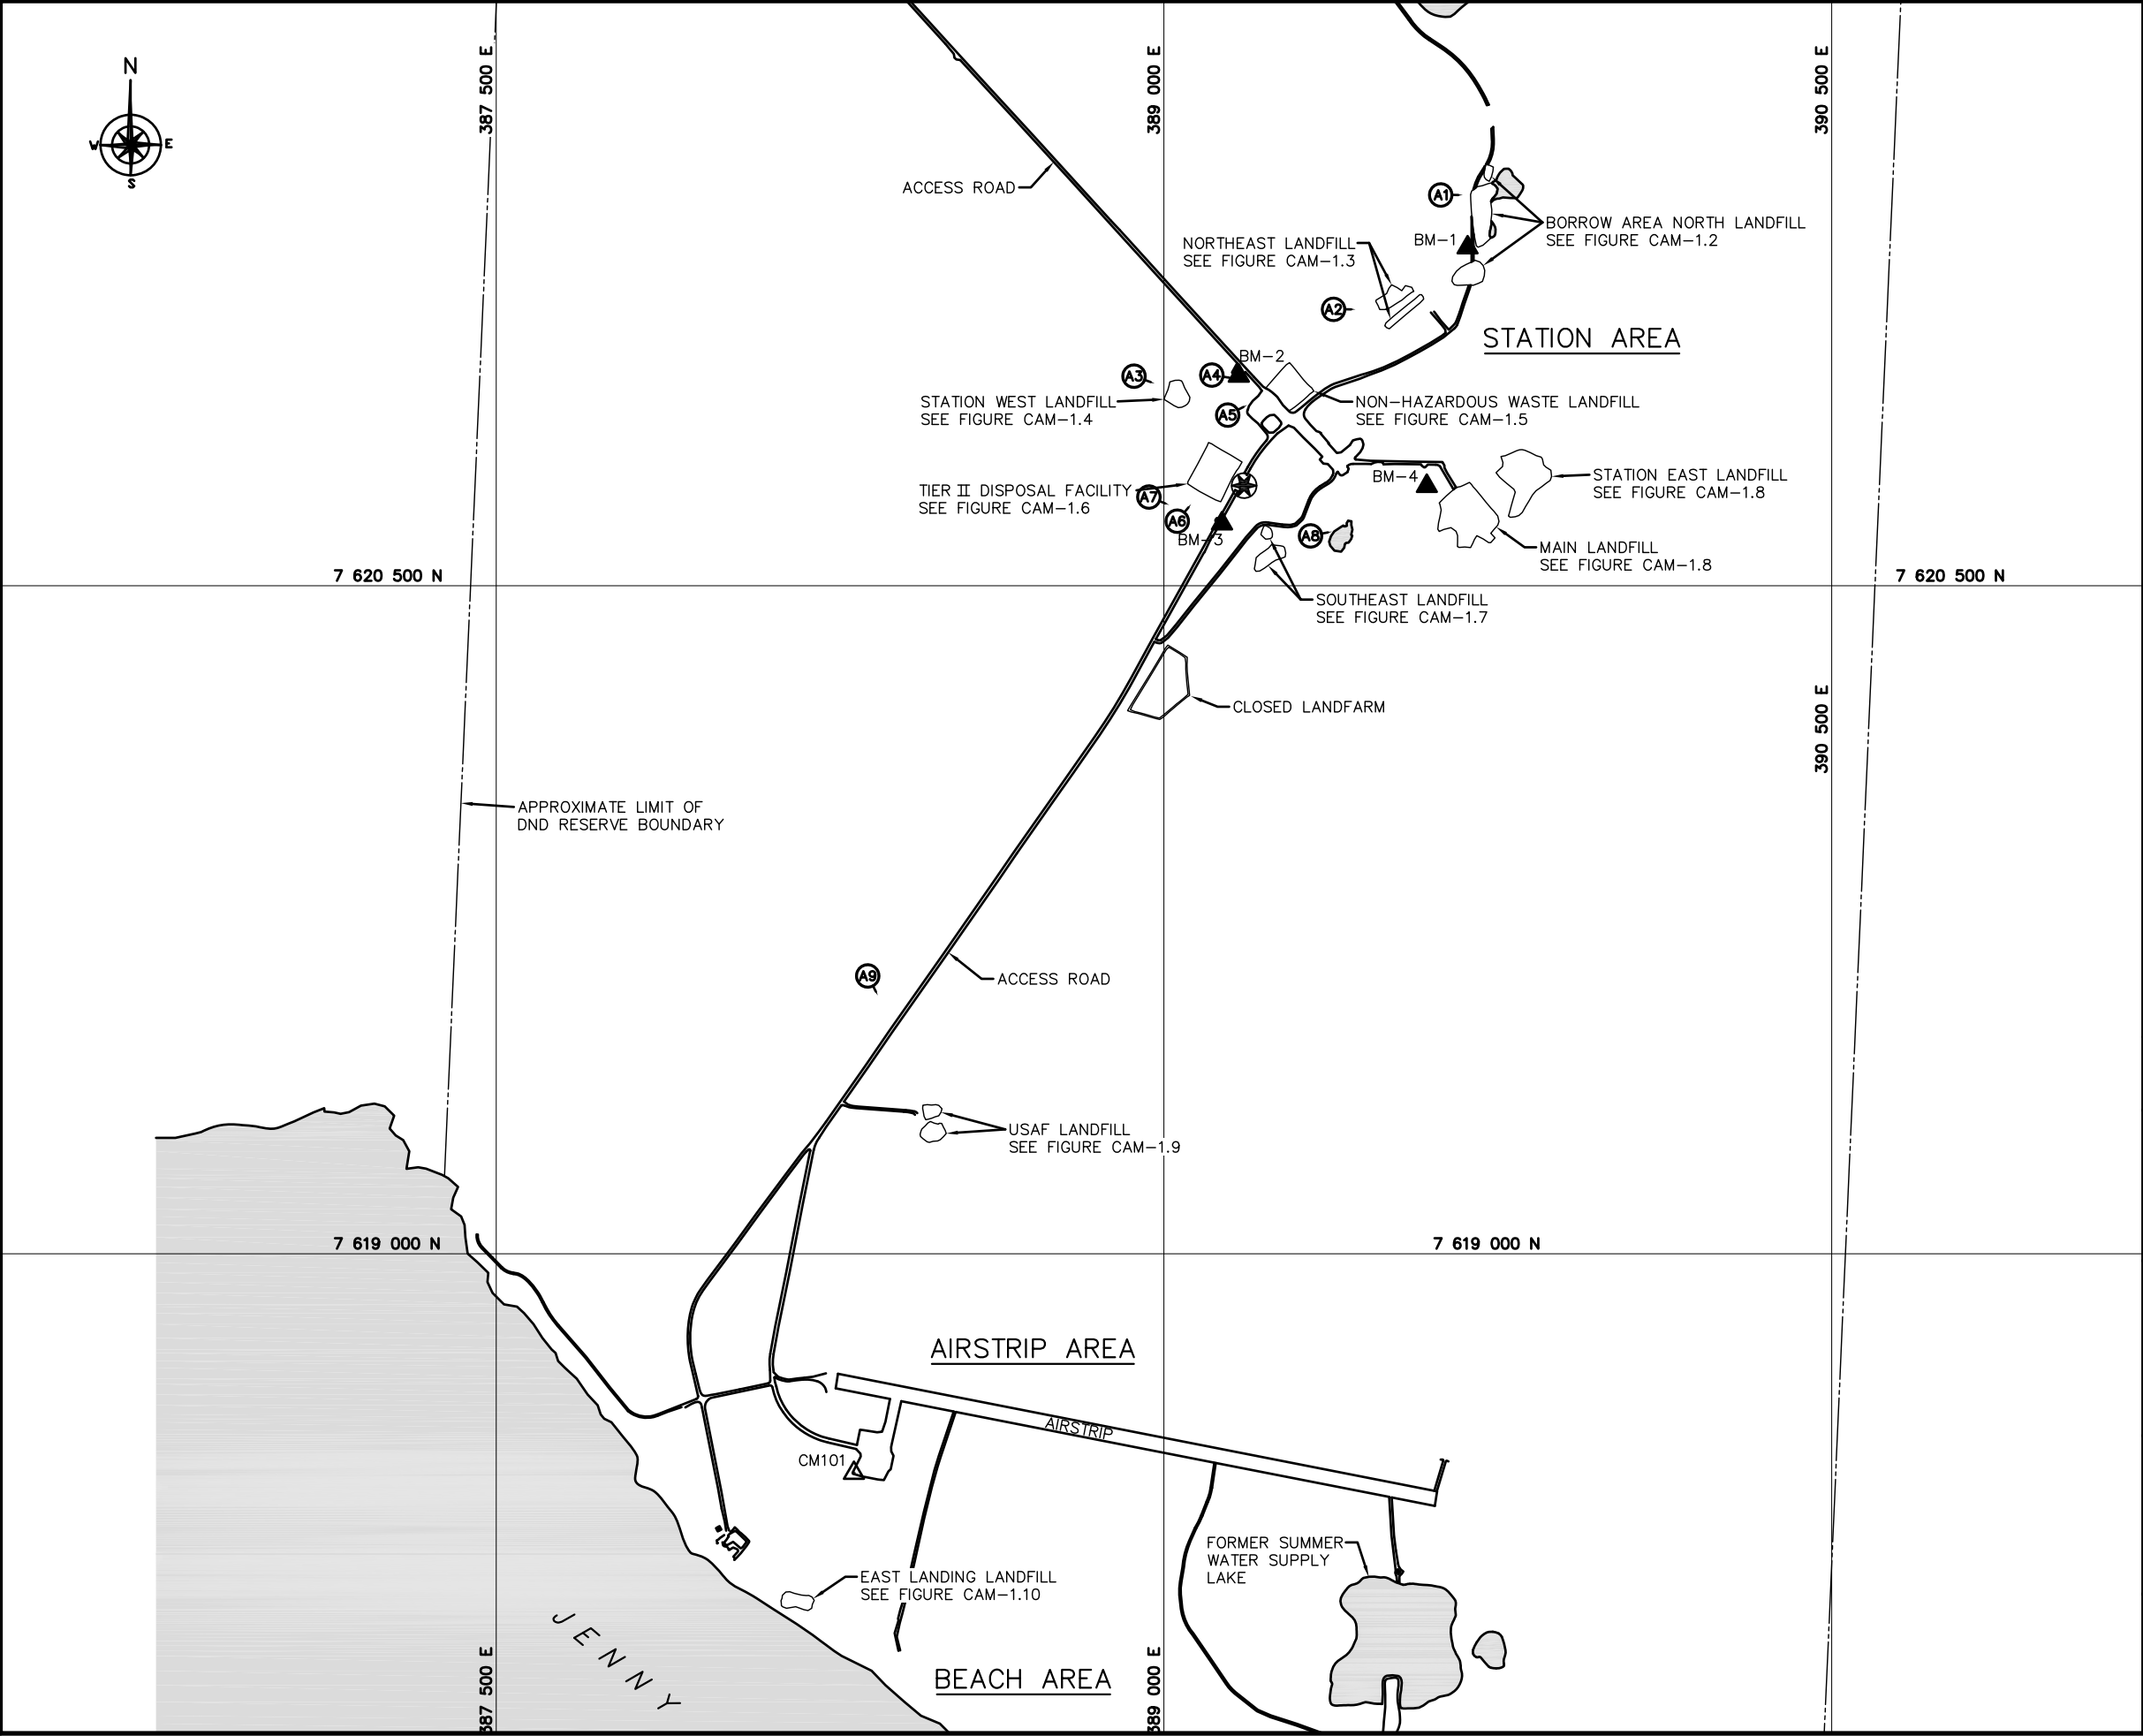 N
W
E
S
387 500 E
389 000 E
390 500 E
ACCESS ROAD
A1
BORROW AREA NORTH LANDFILL
SEE FIGURE CAM-1.2
BM-1
NORTHEAST LANDFILL
SEE FIGURE CAM-1.3
A2
STATION AREA
BM-2
A3
A4
STATION WEST LANDFILL
SEE FIGURE CAM-1.4
A5
NON-HAZARDOUS WASTE LANDFILL
SEE FIGURE CAM-1.5
BM-4
STATION EAST LANDFILL
SEE FIGURE CAM-1.8
TIER II DISPOSAL FACILITY
SEE FIGURE CAM-1.6
A7
A6
BM-3
A8
MAIN LANDFILL
SEE FIGURE CAM-1.8
7 620 500 N
7 620 500 N
SOUTHEAST LANDFILL
SEE FIGURE CAM-1.7
CLOSED LANDFARM
390 500 E
APPROXIMATE LIMIT OF
DND RESERVE BOUNDARY
A9
ACCESS ROAD
USAF LANDFILL
SEE FIGURE CAM-1.9
7 619 000 N
7 619 000 N
AIRSTRIP AREA
AIRSTRIP
CM101
FORMER SUMMER
WATER SUPPLY
LAKE
EAST LANDING LANDFILL
SEE FIGURE CAM-1.10
JENNY
BEACH AREA
387 500 E
389 000 E